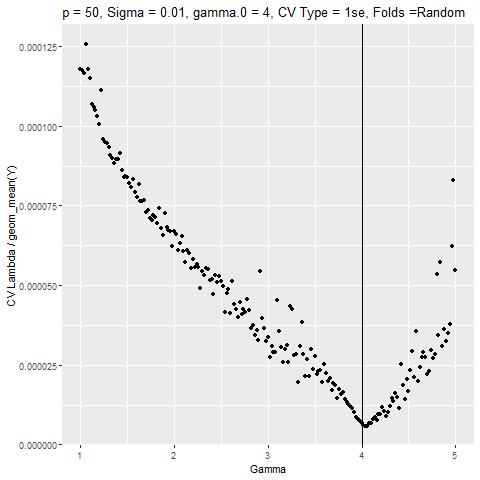 p = 50, Sigma = 0.01, gamma.0 = 4, CV Type = 1se, Folds =Random
0.000125
0.000100
0.000075
0.000050
0.000025
0.000000
CV Lambda / geom_mean(Y)
1 2 3 4 5
Gamma